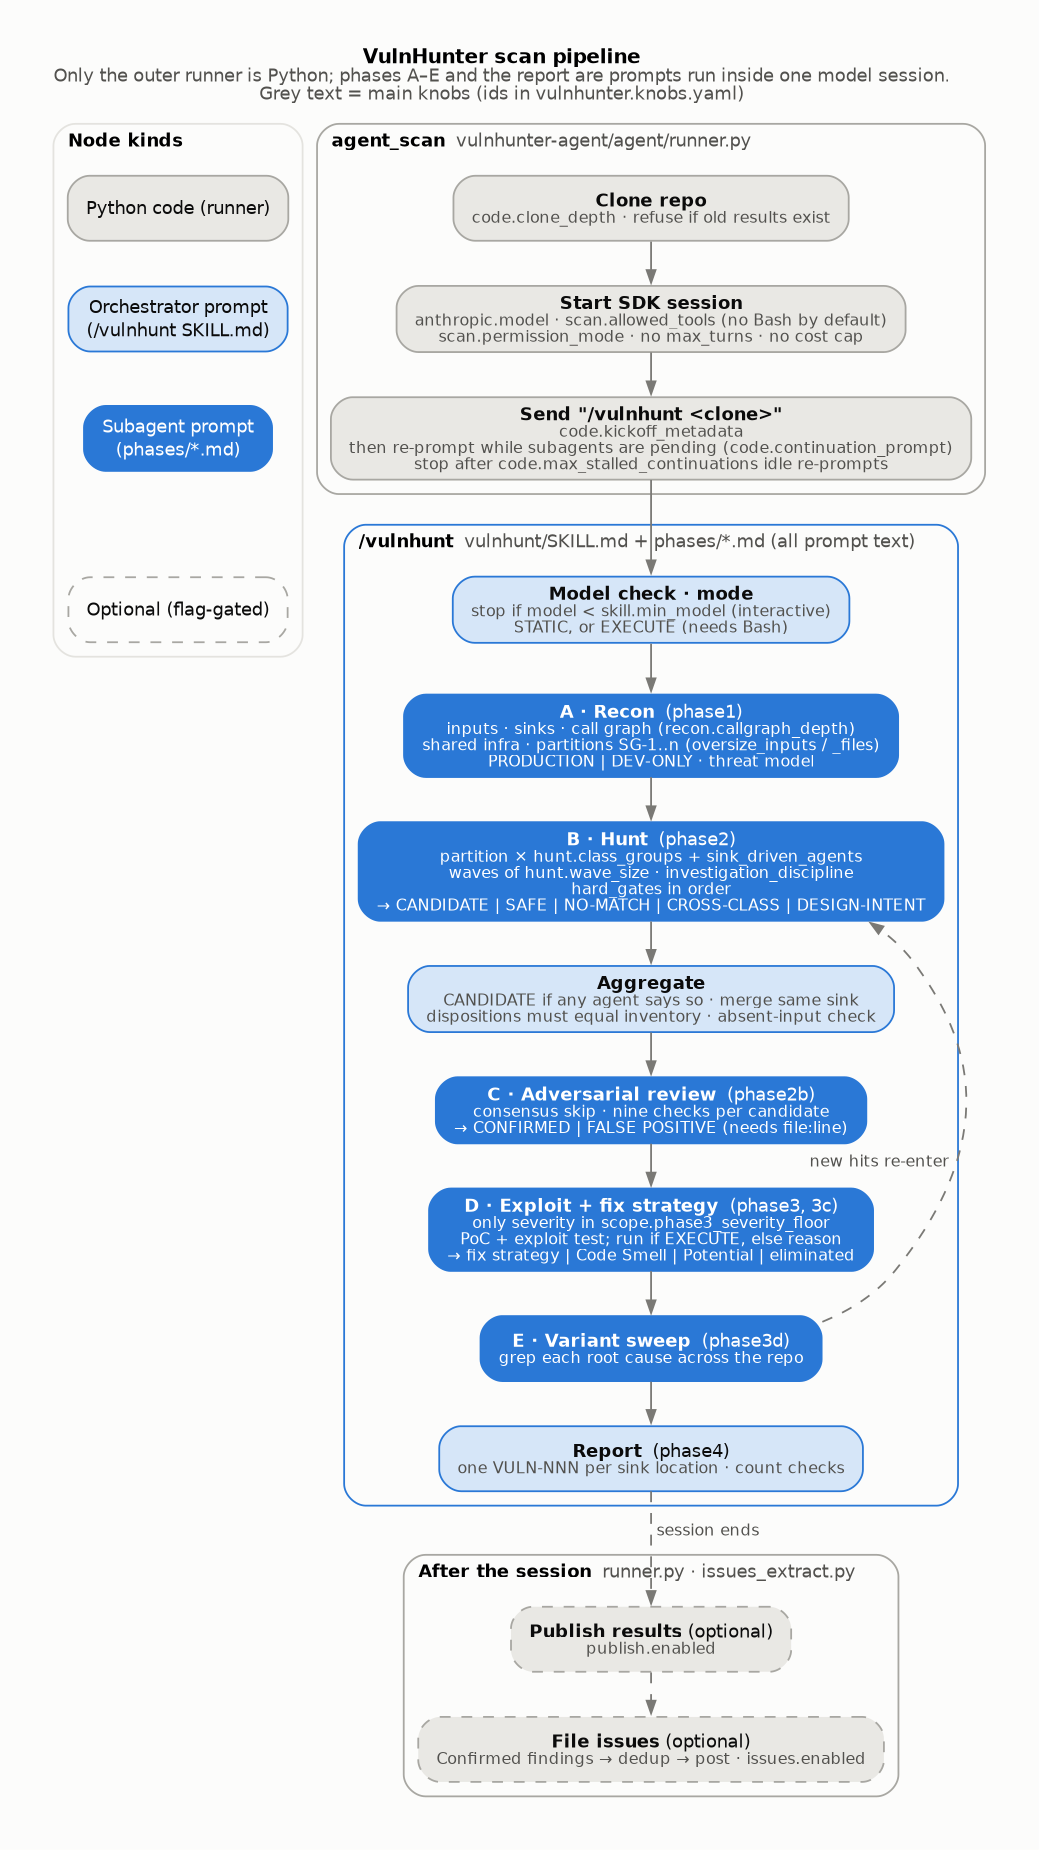 VulnHunter scan pipeline
Only the outer runner is Python; phases A–E and the report are prompts run inside one model session.
Grey text = main knobs (ids in vulnhunter.knobs.yaml)
Node kinds
Python code (runner)
Orchestrator prompt
(/vulnhunt SKILL.md)
Subagent prompt
(phases/*.md)
Optional (flag-gated)
agent_scan vulnhunter-agent/agent/runner.py
Clone repo
code.clone_depth · refuse if old results exist
Start SDK session
anthropic.model · scan.allowed_tools (no Bash by default)
scan.permission_mode · no max_turns · no cost cap
Send "/vulnhunt <clone>"
code.kickoff_metadata
then re-prompt while subagents are pending (code.continuation_prompt)
stop after code.max_stalled_continuations idle re-prompts
/vulnhunt vulnhunt/SKILL.md + phases/*.md (all prompt text)
Model check · mode
stop if model < skill.min_model (interactive)
STATIC, or EXECUTE (needs Bash)
A · Recon (phase1)
inputs · sinks · call graph (recon.callgraph_depth)
shared infra · partitions SG-1..n (oversize_inputs / _files)
PRODUCTION | DEV-ONLY · threat model
B · Hunt (phase2)
partition × hunt.class_groups + sink_driven_agents
waves of hunt.wave_size · investigation_discipline
hard_gates in order
→ CANDIDATE | SAFE | NO-MATCH | CROSS-CLASS | DESIGN-INTENT
Aggregate
CANDIDATE if any agent says so · merge same sink
dispositions must equal inventory · absent-input check
C · Adversarial review (phase2b)
consensus skip · nine checks per candidate
→ CONFIRMED | FALSE POSITIVE (needs file:line)
new hits re-enter
D · Exploit + fix strategy (phase3, 3c)
only severity in scope.phase3_severity_floor
PoC + exploit test; run if EXECUTE, else reason
→ fix strategy | Code Smell | Potential | eliminated
E · Variant sweep (phase3d)
grep each root cause across the repo
Report (phase4)
one VULN-NNN per sink location · count checks
session ends
After the session runner.py · issues_extract.py
Publish results (optional)
publish.enabled
File issues (optional)
Confirmed findings → dedup → post · issues.enabled